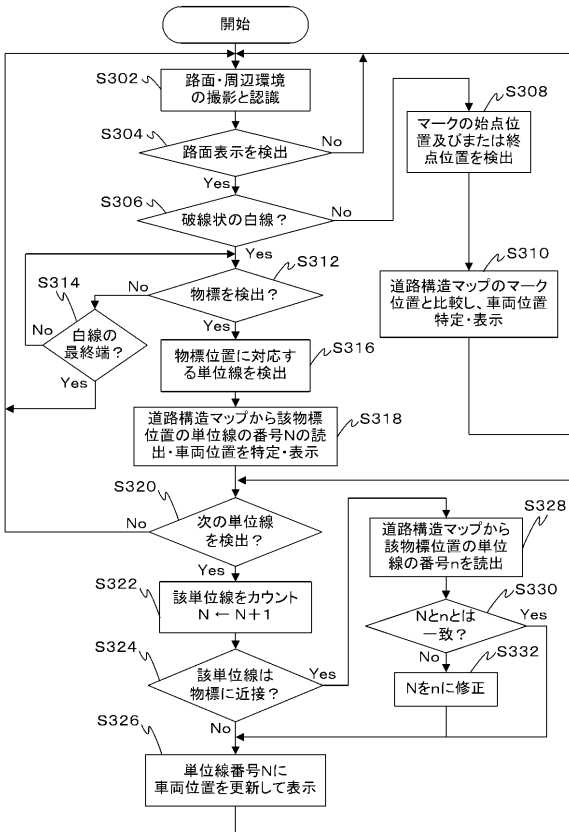 開始
S302
路面・周辺環境
の撮影と認識
S304
路面表示を検出
No
Yes
S306
破線状の白線？
No
Yes
S308
マークの始点位
置及びまたは終
点位置を検出
S310
道路構造マップのマーク
位置と比較し、車両位置
特定・表示
S312
物標を検出？
No
Yes
S314
白線の
最終端？
No
Yes
S316
物標位置に対応す
る単位線を検出
S318
道路構造マップから該物標
位置の単位線の番号Nの読
出・車両位置を特定・表示
S320
次の単位線
を検出？
No
Yes
S322
該単位線をカウント
N ← N＋1
S324
該単位線は
物標に近接？
Yes
No
S328
道路構造マップから
該物標位置の単位
線の番号nを読出
S330
Nとnとは
一致？
Yes
No
S332
Nをnに修正
S326
単位線番号Nに
車両位置を更新して表示